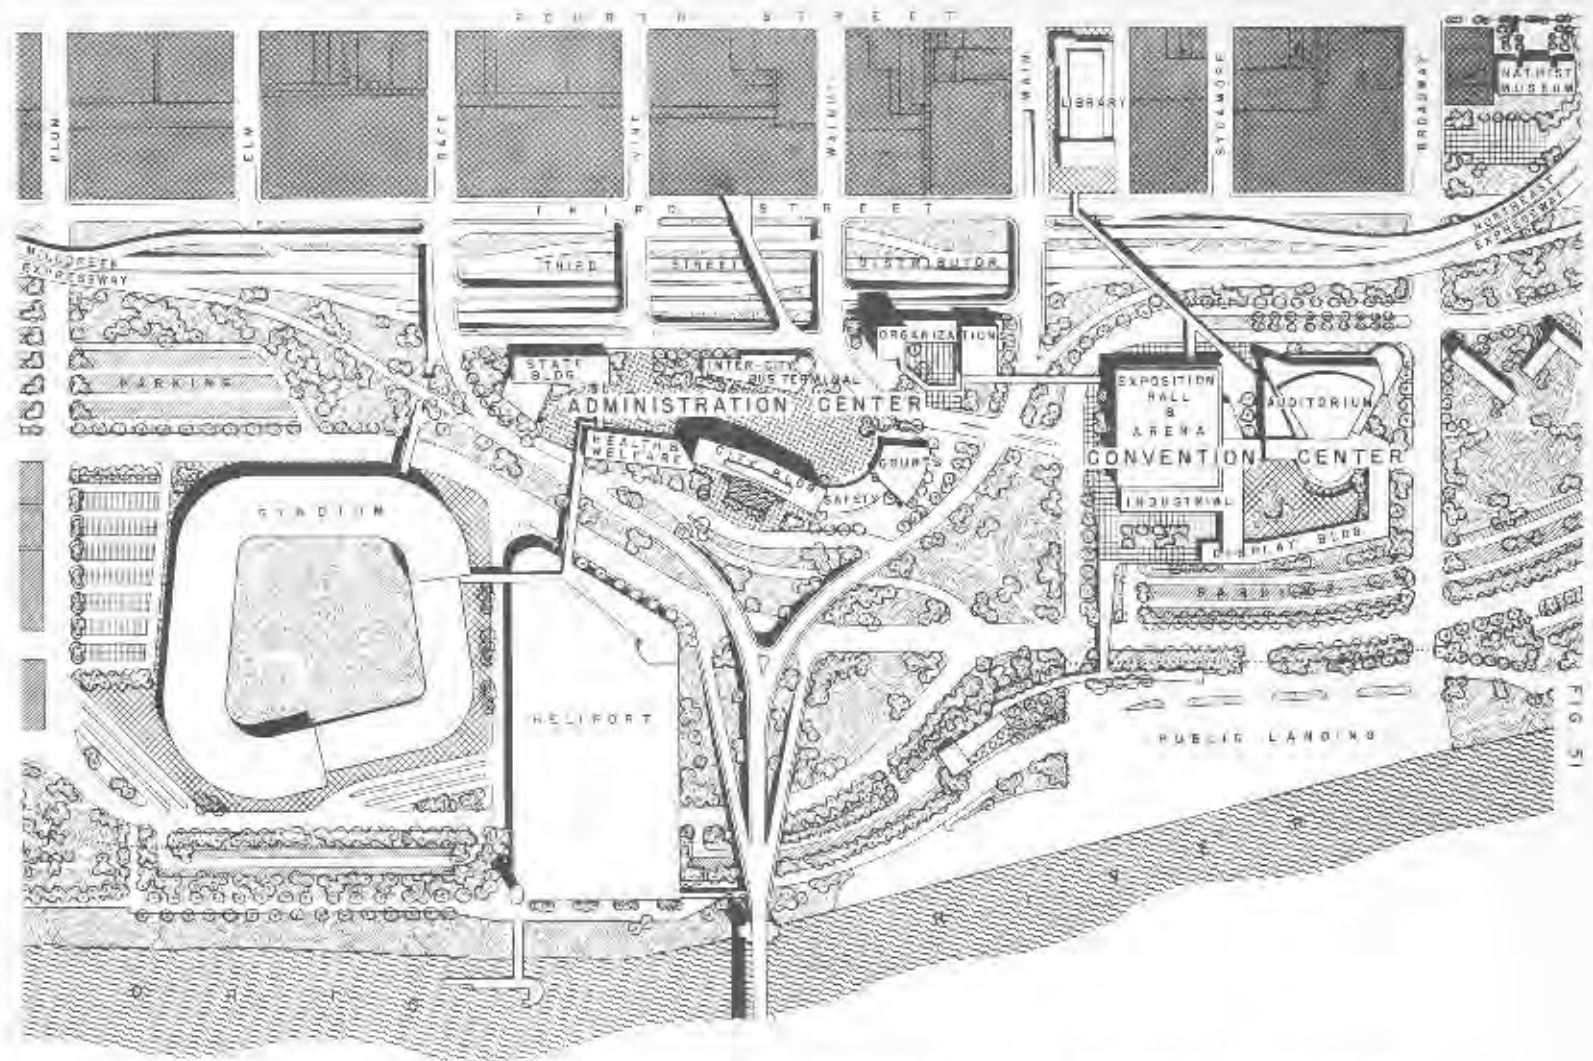 FOURTH STREET
PLUM
ELM
RACE
VINE
WALNUT
MAIN
LIBRARY
SYCAMORE
BROADWAY
NAT. HIST.
MUSEUM
THIRD STREET
MILLCREEK
EXPRESSWAY
NORTHEAST
EXPRESSWAY
THIRD STREET DISTRIBUTOR
PARKING
STATE
BLDG.
INTER-CITY
BUS TERMINAL
ORGANIZATIONS
ADMINISTRATION CENTER
HEALTH &
WELFARE
CITY BLDG
COURTS
SAFETY
EXPOSITION
HALL
&
ARENA
AUDITORIUM
CONVENTION CENTER
INDUSTRIAL
DISPLAY BLDG.
PARKING
STADIUM
HELIPORT
PUBLIC LANDING
FIG 51
OHIO RIVER